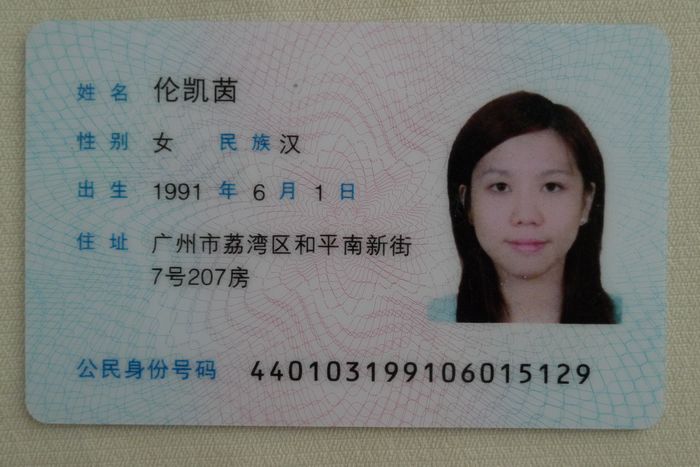 姓名 伦凯茵
性别 女 民族 汉
出生 1991 年 6 月 1 日
住址 广州市荔湾区和平南新街
7号207房
公民身份号码 440103199106015129